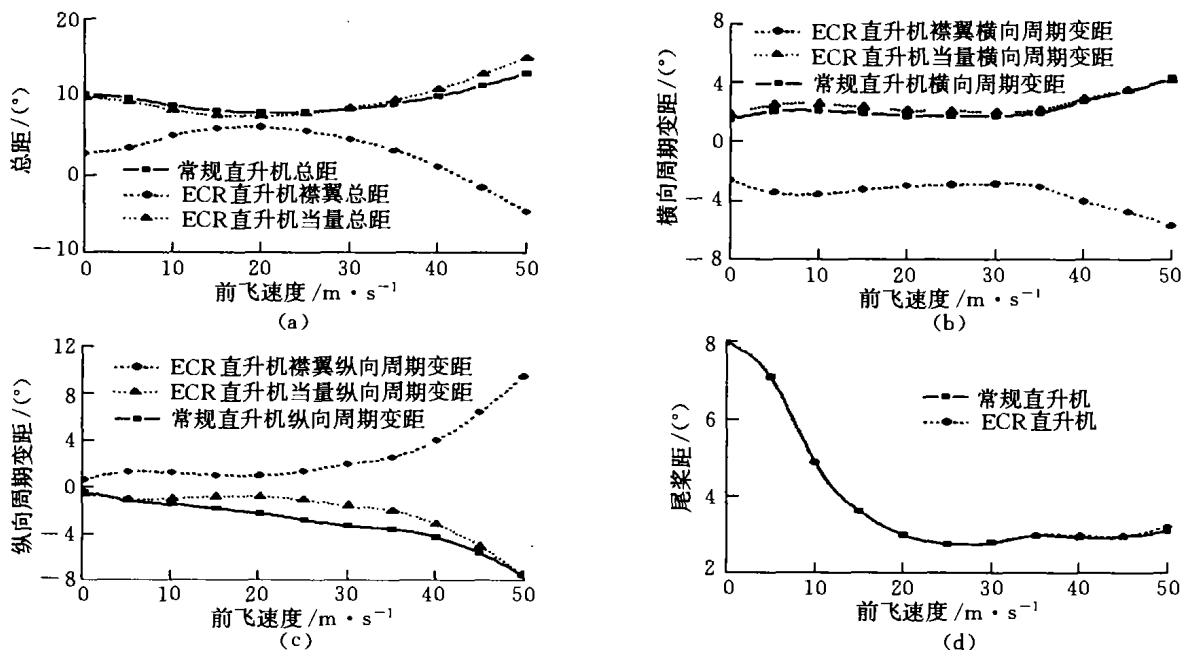 20
10
0
－10
总距/(°)
常规直升机总距
ECR直升机襟翼总距
ECR直升机当量总距
0 10 20 30 40 50
前飞速度/m·s⁻¹
(a)
8
4
0
－4
－8
横向周期变距/(°)
ECR直升机襟翼横向周期变距
ECR直升机当量横向周期变距
常规直升机横向周期变距
0 10 20 30 40 50
前飞速度/m·s⁻¹
(b)
12
8
4
0
－4
－8
纵向周期变距/(°)
ECR直升机襟翼纵向周期变距
ECR直升机当量纵向周期变距
常规直升机纵向周期变距
0 10 20 30 40 50
前飞速度/m·s⁻¹
(c)
8
6
4
2
尾桨距/(°)
常规直升机
ECR直升机
0 10 20 30 40 50
前飞速度/m·s⁻¹
(d)